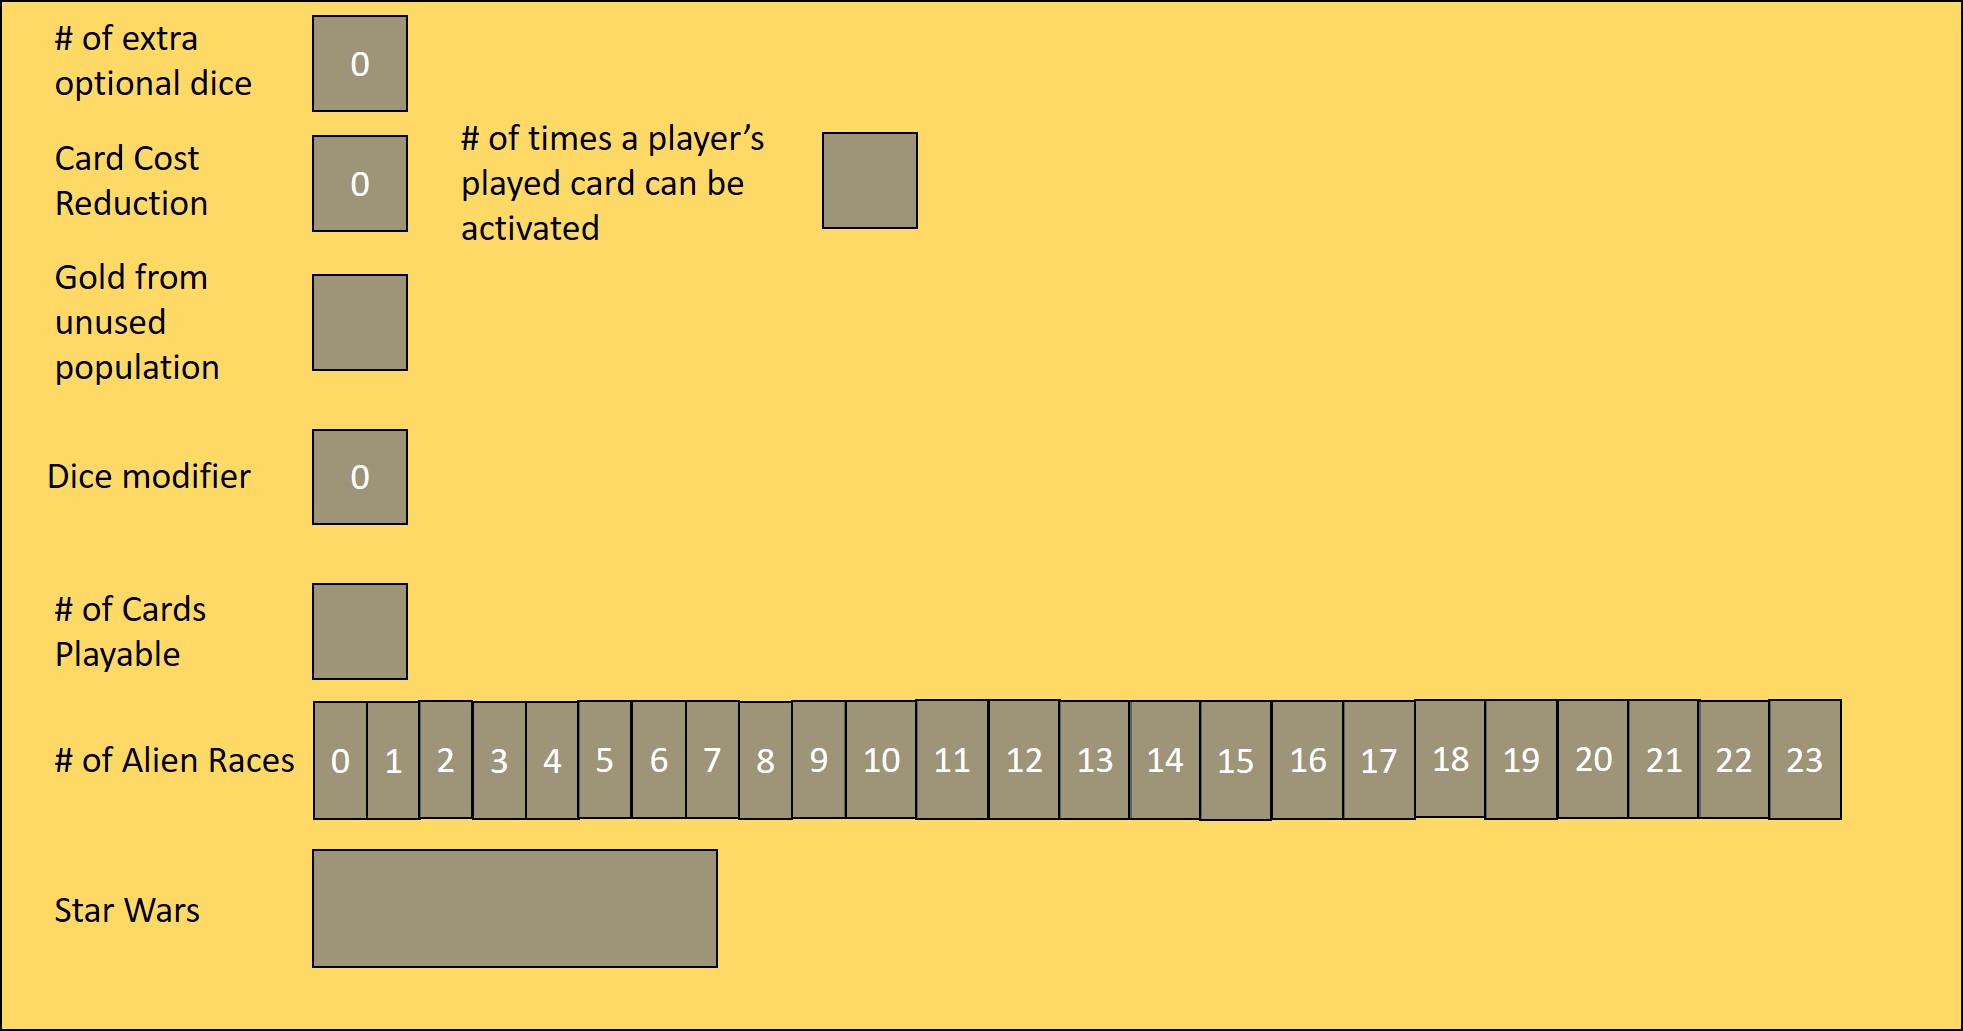 # of extra
optional dice
0
Card Cost
Reduction
0
# of times a player’s
played card can be
activated
Gold from
unused
population
Dice modifier
0
# of Cards
Playable
# of Alien Races
0 1 2 3 4 5 6 7 8 9 10 11 12 13 14 15 16 17 18 19 20 21 22 23
Star Wars